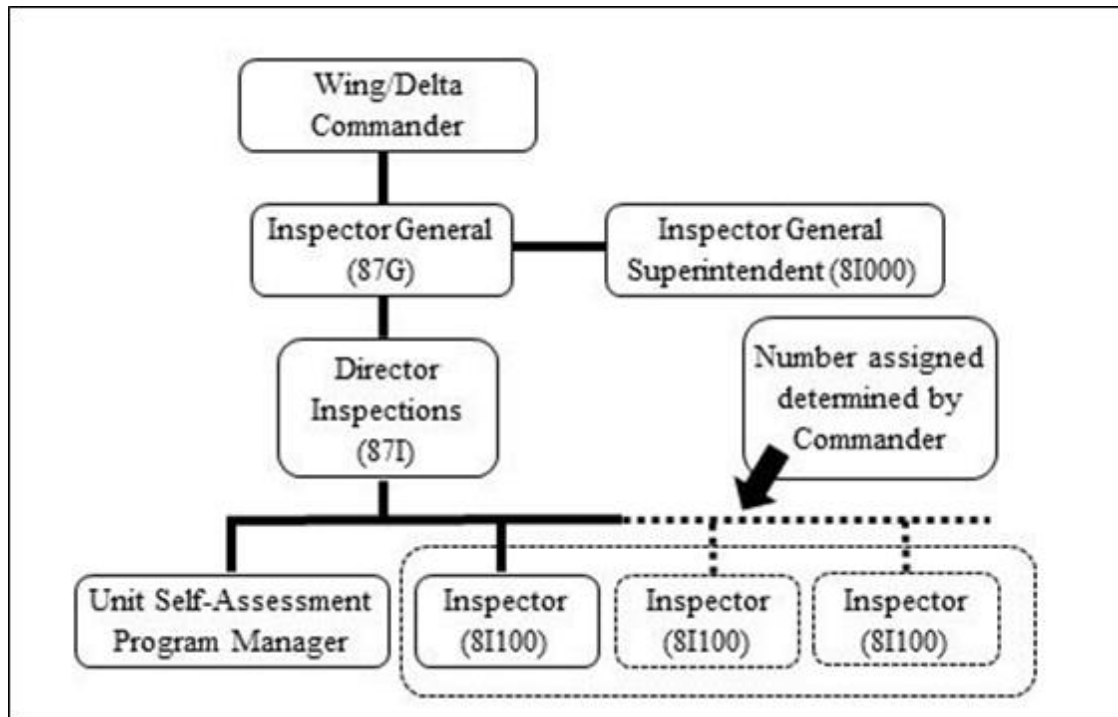 Wing/Delta
Commander
Inspector General
(87G)
Inspector General
Superintendent (8I000)
Director
Inspections
(87I)
Number assigned
determined by
Commander
Unit Self-Assessment
Program Manager
Inspector
(8I100)
Inspector
(8I100)
Inspector
(8I100)